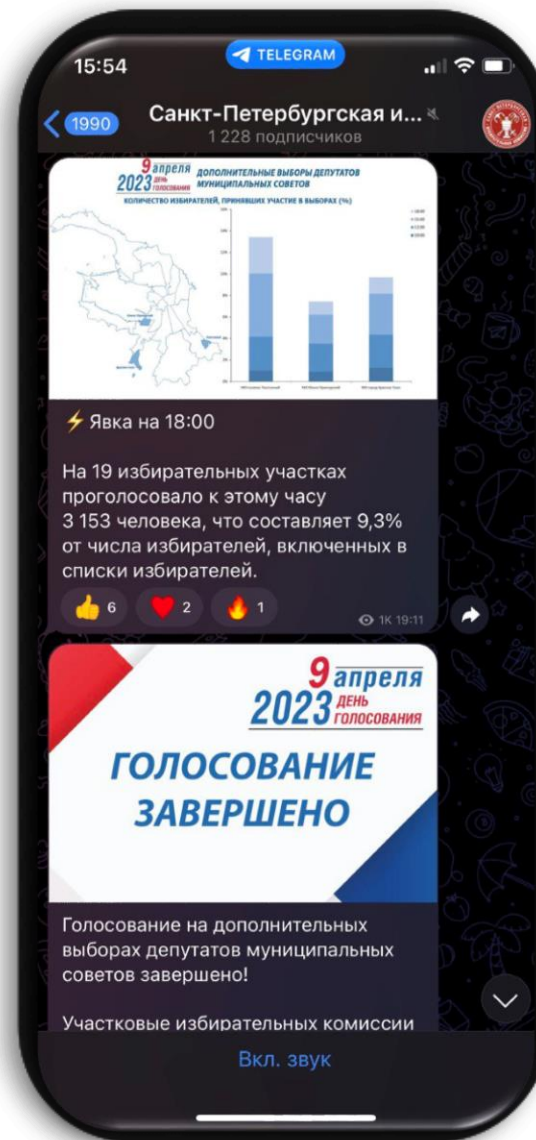 15:54
TELEGRAM
1990
Санкт-Петербургская и...
1 228 подписчиков
9 апреля
2023 ДЕНЬ ГОЛОСОВАНИЯ
ДОПОЛНИТЕЛЬНЫЕ ВЫБОРЫ ДЕПУТАТОВ
МУНИЦИПАЛЬНЫХ СОВЕТОВ
КОЛИЧЕСТВО ИЗБИРАТЕЛЕЙ, ПРИНЯВШИХ УЧАСТИЕ В ВЫБОРАХ (%)
⚡ Явка на 18:00
На 19 избирательных участках
проголосовало к этому часу
3 153 человека, что составляет 9,3%
от числа избирателей, включенных в
списки избирателей.
6 2 1
1K 19:11
9 апреля
2023 ДЕНЬ
ГОЛОСОВАНИЯ
ГОЛОСОВАНИЕ
ЗАВЕРШЕНО
Голосование на дополнительных
выборах депутатов муниципальных
советов завершено!
Участковые избирательных комиссии
Вкл. звук